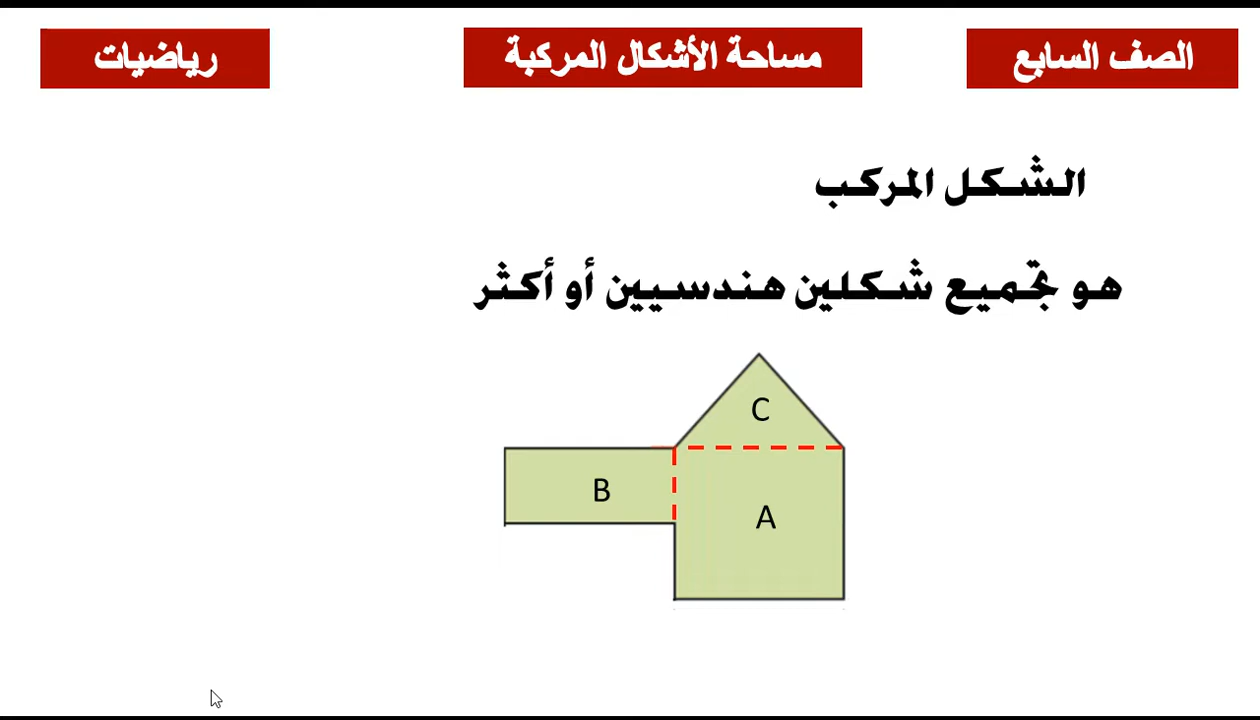 الصف السابع
مساحة الأشكال المركبة
رياضيات
الشكل المركب
هو تجميع شكلين هندسيين أو أكثر
C
B
A